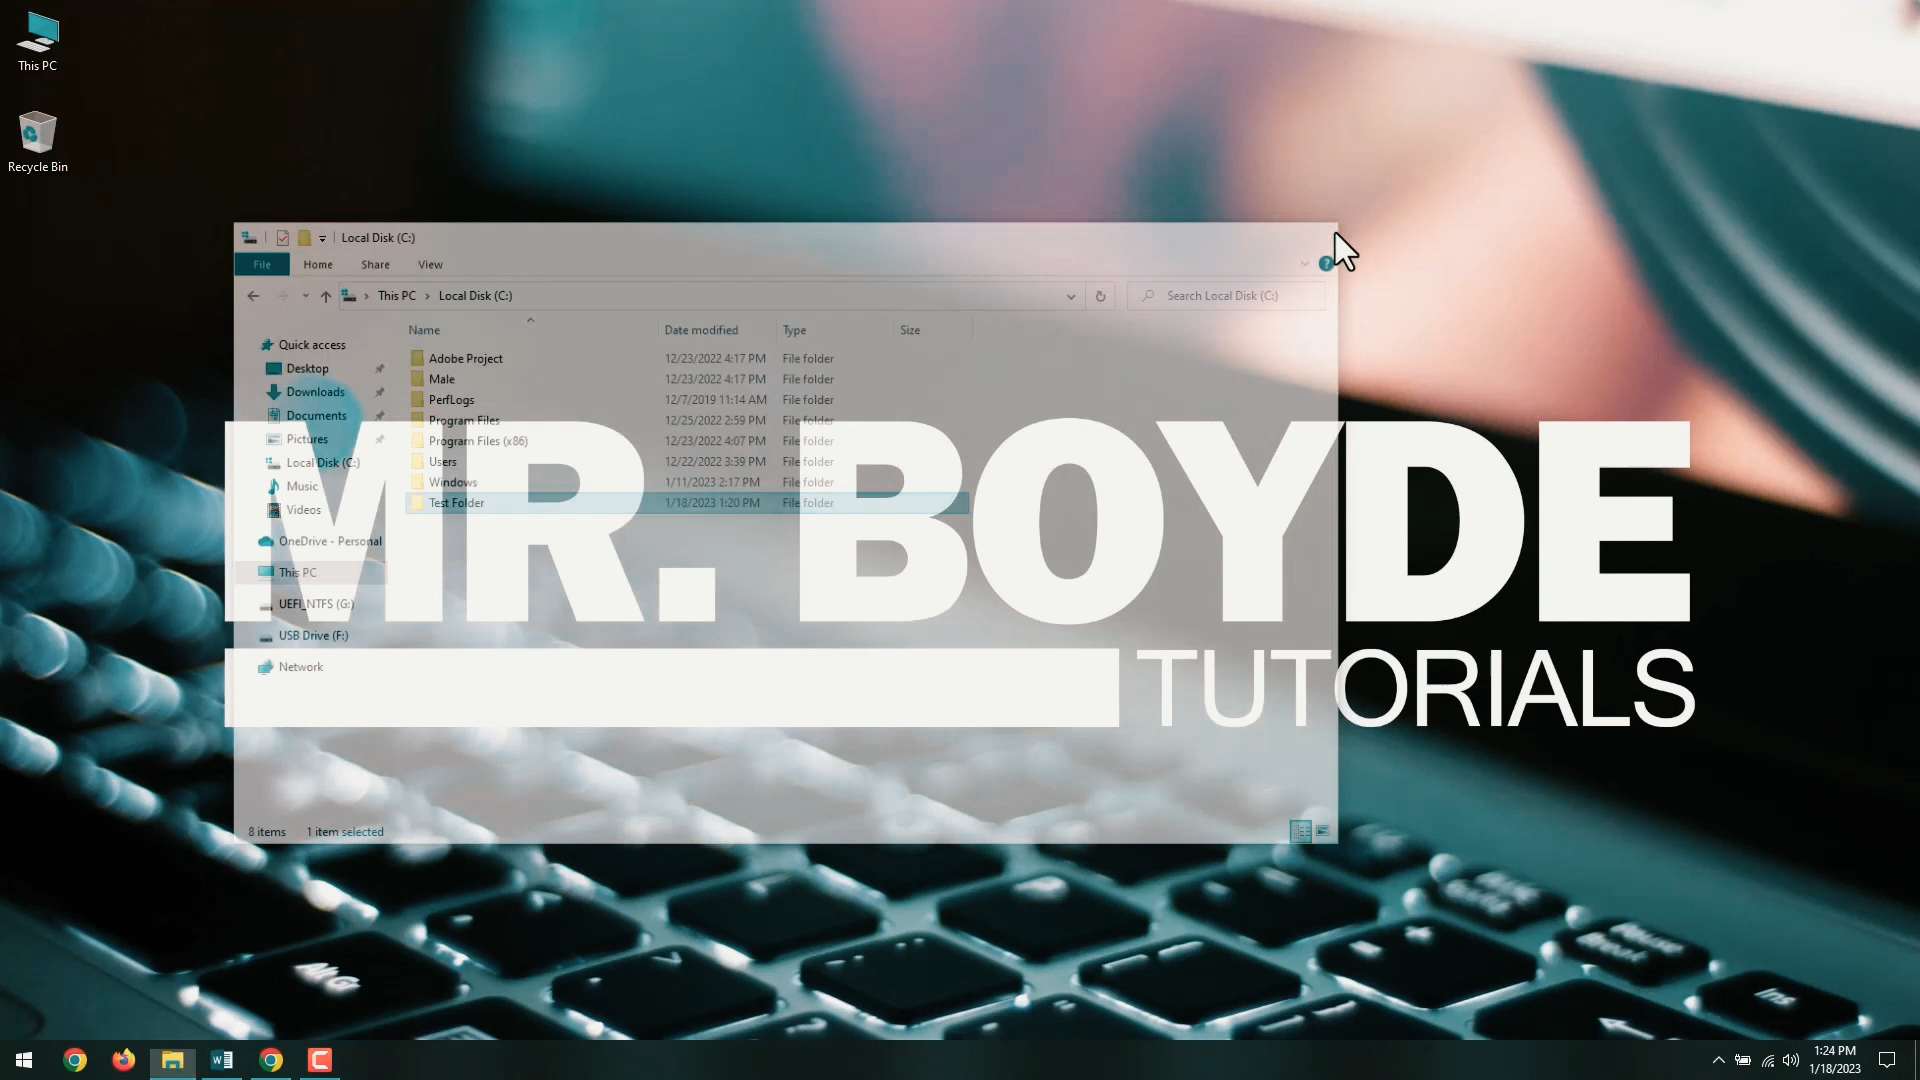 This PC
Recycle Bin
Local Disk (C:)
File Home Share View
This PC Local Disk (C:)
Search Local Disk (C:)
Name Date modified Type Size
Quick access
Desktop
Downloads
Documents
Pictures
Local Disk (C:)
Music
Videos
OneDrive - Personal
This PC
UEFI_NTFS (G:)
USB Drive (F:)
Network
Adobe Project 12/23/2022 4:17 PM File folder
Male 12/23/2022 4:17 PM File folder
PerfLogs 12/7/2019 11:14 AM File folder
Program Files 12/25/2022 2:59 PM File folder
Program Files (x86) 12/23/2022 4:07 PM File folder
Users 12/22/2022 3:39 PM File folder
Windows 1/11/2023 2:17 PM File folder
Test Folder 1/18/2023 1:20 PM File folder
MR. BOYDE
TUTORIALS
8 items 1 item selected
Alt Gr
Pause
Break
Ins
1:24 PM
1/18/2023